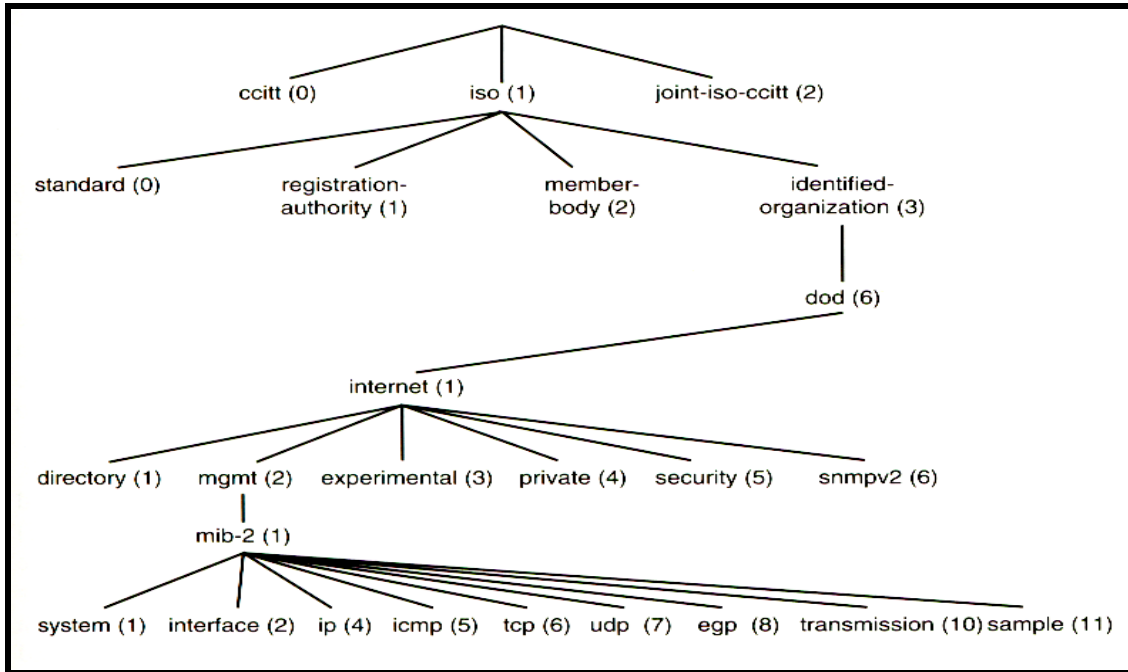 ccitt (0) iso (1) joint-iso-ccitt (2)
standard (0) registration- member- identified-
authority (1) body (2) organization (3)
dod (6)
internet (1)
directory (1) mgmt (2) experimental (3) private (4) security (5) snmpv2 (6)
mib-2 (1)
system (1) interface (2) ip (4) icmp (5) tcp (6) udp (7) egp (8) transmission (10) sample (11)